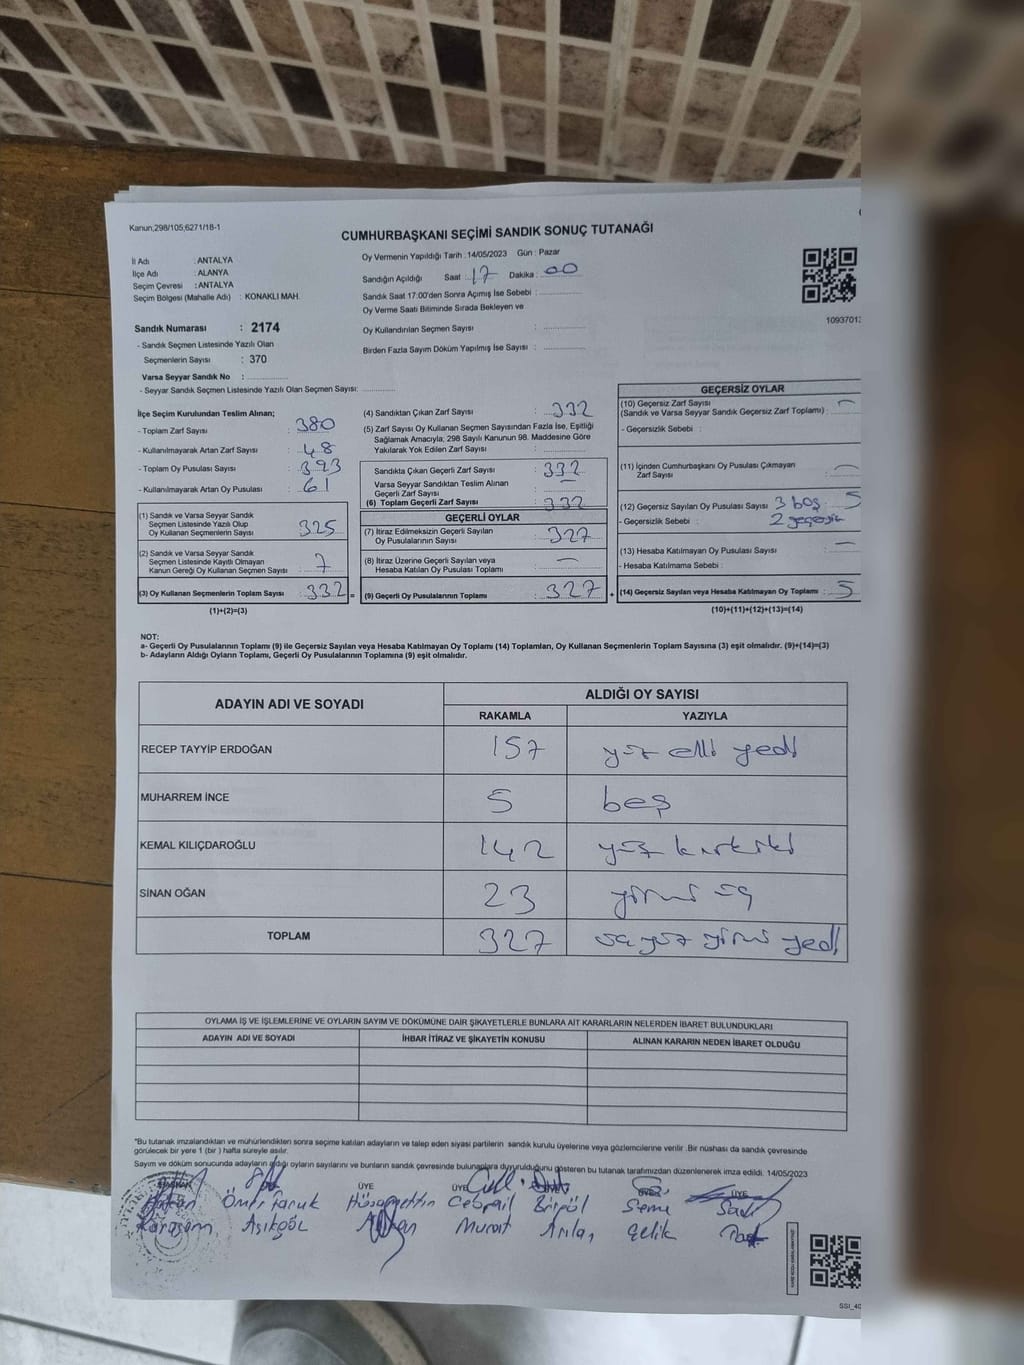 Kanun,298/105;6271/18-1
CUMHURBAŞKANI SEÇİMİ SANDIK SONUÇ TUTANAĞI
İl Adı : ANTALYA
İlçe Adı : ALANYA
Seçim Çevresi : ANTALYA
Seçim Bölgesi (Mahalle Adı) : KONAKLI MAH.
Sandık Numarası : 2174
- Sandık Seçmen Listesinde Yazılı Olan
Seçmenlerin Sayısı : 370
Varsa Seyyar Sandık No :
- Seyyar Sandık Seçmen Listesinde Yazılı Olan Seçmen Sayısı:
Oy Vermenin Yapıldığı Tarih : 14/05/2023 Gün : Pazar
Sandığın Açıldığı Saat : 17 Dakika : 00
Sandık Saat 17:00'den Sonra Açımış İse Sebebi :
Oy Verme Saati Bitiminde Sırada Bekleyen ve
Oy Kullandırılan Seçmen Sayısı :
Birden Fazla Sayım Döküm Yapılmış İse Sayısı :
1093701
İlçe Seçim Kurulundan Teslim Alınan;
- Toplam Zarf Sayısı : 380
- Kullanılmayarak Artan Zarf Sayısı : 48
- Toplam Oy Pusulası Sayısı : 393
- Kullanılmayarak Artan Oy Pusulası : 61
(1) Sandık ve Varsa Seyyar Sandık
Seçmen Listesinde Yazılı Olup
Oy Kullanan Seçmenlerin Sayısı : 325
(2) Sandık ve Varsa Seyyar Sandık
Seçmen Listesinde Kayıtlı Olmayan
Kanun Gereği Oy Kullanan Seçmen Sayısı : 7
(3) Oy Kullanan Seçmenlerin Toplam Sayısı : 332 =
(1)+(2)=(3)
(4) Sandıktan Çıkan Zarf Sayısı : 332
(5) Zarf Sayısı Oy Kullanan Seçmen Sayısından Fazla İse, Eşitliği
Sağlamak Amacıyla; 298 Sayılı Kanunun 98. Maddesine Göre
Yakılarak Yok Edilen Zarf Sayısı :
Sandıkta Çıkan Geçerli Zarf Sayısı : 332
Varsa Seyyar Sandıktan Teslim Alınan
Geçerli Zarf Sayısı : —
(6) Toplam Geçerli Zarf Sayısı : 332
GEÇERLİ OYLAR
(7) İtiraz Edilmeksizin Geçerli Sayılan
Oy Pusulalarının Sayısı : 327
(8) İtiraz Üzerine Geçerli Sayılan veya
Hesaba Katılan Oy Pusulası Toplamı : —
(9) Geçerli Oy Pusulalarının Toplamı : 327 +
GEÇERSİZ OYLAR
(10) Geçersiz Zarf Sayısı
(Sandık ve Varsa Seyyar Sandık Geçersiz Zarf Toplamı) : —
- Geçersizlik Sebebi :
(11) İçinden Cumhurbaşkanı Oy Pusulası Çıkmayan
Zarf Sayısı : —
(12) Geçersiz Sayılan Oy Pusulası Sayısı : 3 boş 5
- Geçersizlik Sebebi : 2 geçersiz
(13) Hesaba Katılmayan Oy Pusulası Sayısı : —
- Hesaba Katılmama Sebebi :
(14) Geçersiz Sayılan veya Hesaba Katılmayan Oy Toplamı : 5
(10)+(11)+(12)+(13)=(14)
NOT:
a- Geçerli Oy Pusulalarının Toplamı (9) ile Geçersiz Sayılan veya Hesaba Katılmayan Oy Toplamı (14) Toplamları, Oy Kullanan Seçmenlerin Toplam Sayısına (3) eşit olmalıdır. (9)+(14)=(3)
b- Adayların Aldığı Oyların Toplamı, Geçerli Oy Pusulalarının Toplamına (9) eşit olmalıdır.
ADAYIN ADI VE SOYADI
ALDIĞI OY SAYISI
RAKAMLA YAZIYLA
RECEP TAYYİP ERDOĞAN 157 yüz elli yedi
MUHARREM İNCE 5 beş
KEMAL KILIÇDAROĞLU 142 yüz kırk iki
SİNAN OĞAN 23 yirmi üç
TOPLAM 327 üç yüz yirmi yedi
OYLAMA İŞ VE İŞLEMLERİNE VE OYLARIN SAYIM VE DÖKÜMÜNE DAİR ŞİKAYETLERLE BUNLARA AİT KARARLARIN NELERDEN İBARET BULUNDUKLARI
ADAYIN ADI VE SOYADI İHBAR İTİRAZ VE ŞİKAYETİN KONUSU ALINAN KARARIN NEDEN İBARET OLDUĞU
*Bu tutanak imzalandıktan ve mühürlendikten sonra seçime katılan adayların ve talep eden siyasi partilerin sandık kurulu üyelerine veya gözlemcilerine verilir .Bir nüshası da sandık çevresinde
görülecek bir yere 1 (bir ) hafta süreyle asılır.
Sayım ve döküm sonucunda adayların aldığı oyların sayılarını ve bunların sandık çevresinde bulunanlara duyurulduğunu gösteren bu tutanak tarafımızdan düzenlenerek imza edildi. 14/05/2023
BAŞKAN ÜYE ÜYE ÜYE ÜYE
Hakan Ömer Faruk Hüsamettin Cebrail Birgül Sema
Aşıkgöl Murat Arılan Çelik
SSI_40